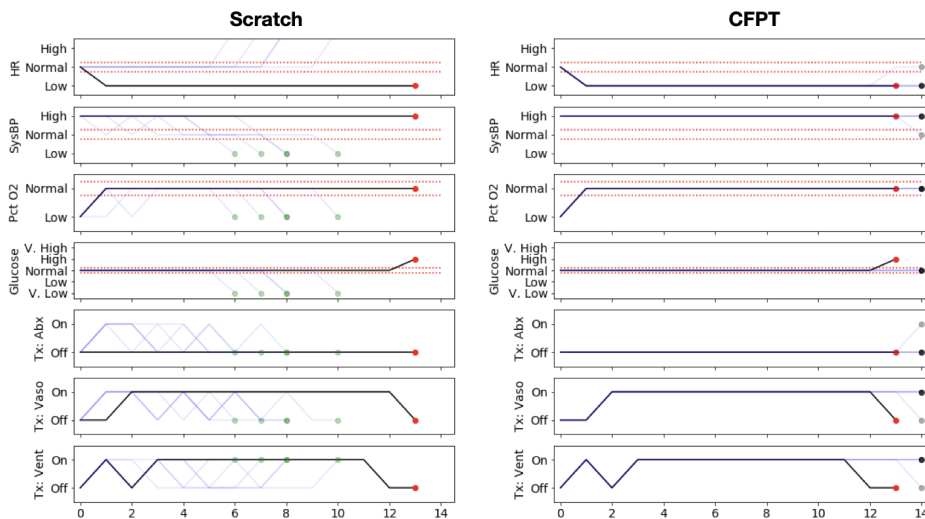 Scratch
CFPT
HR
High
Normal
Low
HR
High
Normal
Low
SysBP
High
Normal
Low
SysBP
High
Normal
Low
Pct O2
Normal
Low
Pct O2
Normal
Low
Glucose
V. High
High
Normal
Low
V. Low
Glucose
V. High
High
Normal
Low
V. Low
Tx: Abx
On
Off
Tx: Abx
On
Off
Tx: Vaso
On
Off
Tx: Vaso
On
Off
Tx: Vent
On
Off
Tx: Vent
On
Off
0 2 4 6 8 10 12 14
0 2 4 6 8 10 12 14